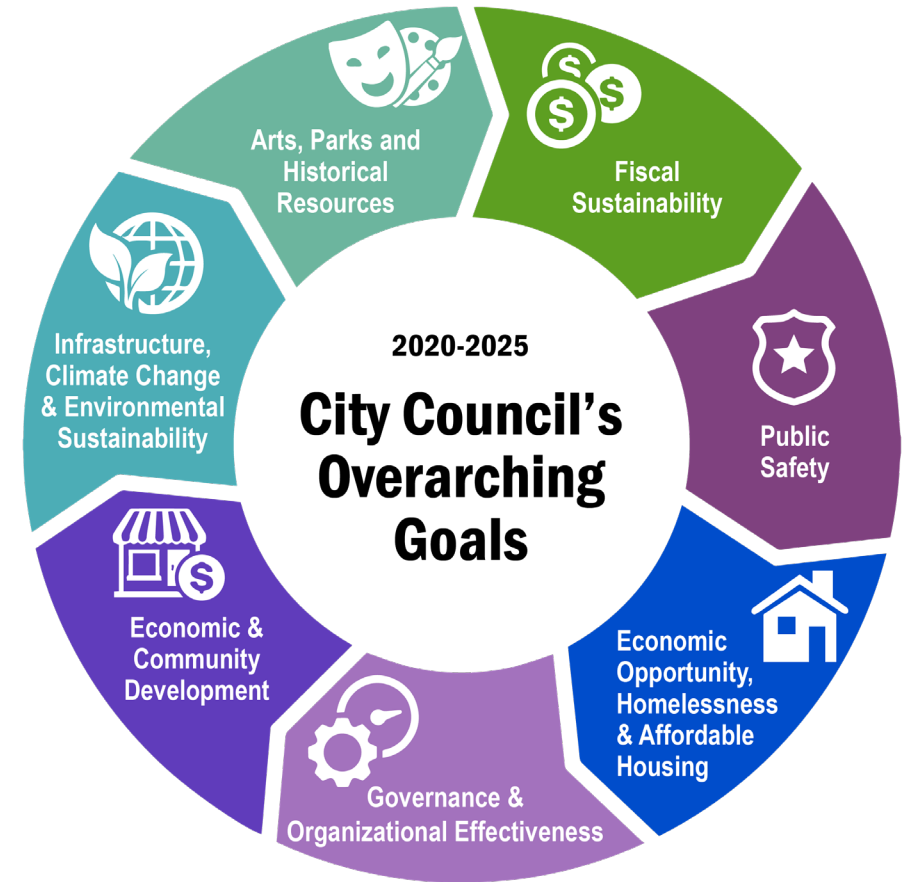 2020-2025
City Council's
Overarching
Goals
Fiscal
Sustainability
Public
Safety
Economic
Opportunity,
Homelessness
& Affordable
Housing
Governance &
Organizational Effectiveness
Economic &
Community
Development
Infrastructure,
Climate Change
& Environmental
Sustainability
Arts, Parks and
Historical
Resources
$
$
$
$